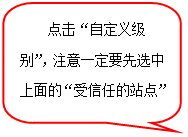 点击“自定义级
别”，注意一定要先选中
上面的“受信任的站点”